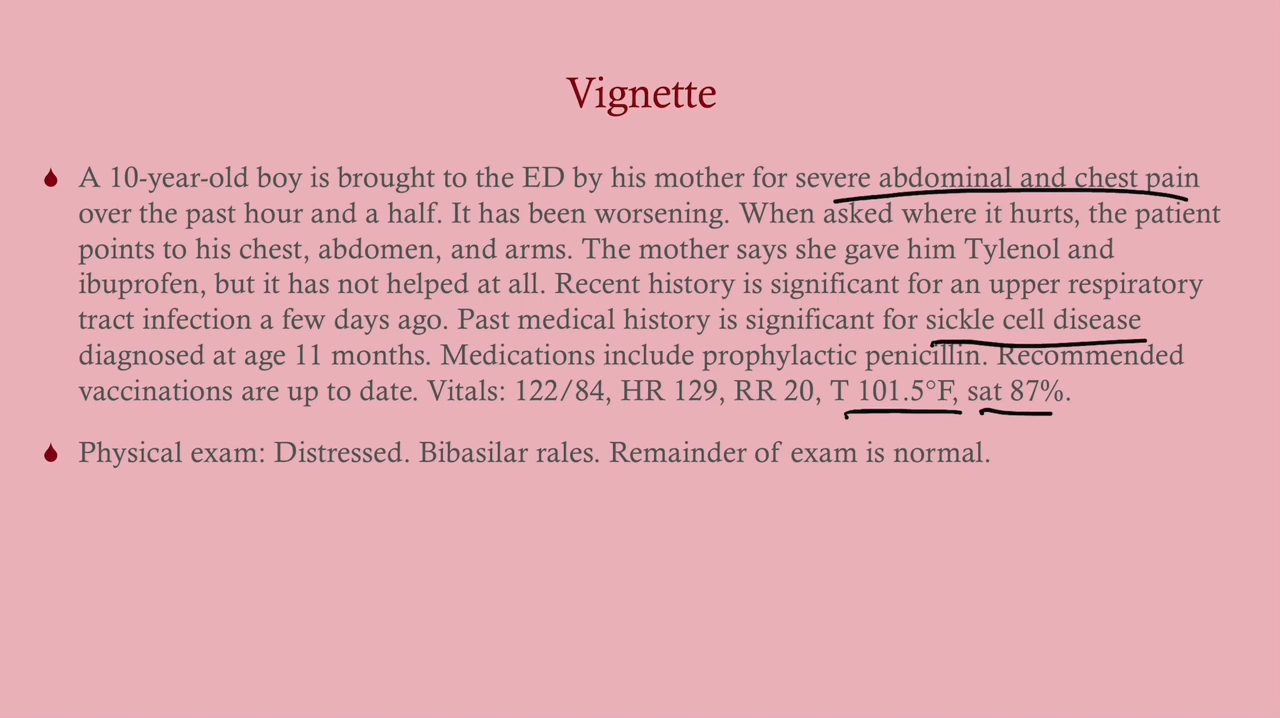 Vignette
A 10-year-old boy is brought to the ED by his mother for severe abdominal and chest pain
over the past hour and a half. It has been worsening. When asked where it hurts, the patient
points to his chest, abdomen, and arms. The mother says she gave him Tylenol and
ibuprofen, but it has not helped at all. Recent history is significant for an upper respiratory
tract infection a few days ago. Past medical history is significant for sickle cell disease
diagnosed at age 11 months. Medications include prophylactic penicillin. Recommended
vaccinations are up to date. Vitals: 122/84, HR 129, RR 20, T 101.5°F, sat 87%.
Physical exam: Distressed. Bibasilar rales. Remainder of exam is normal.